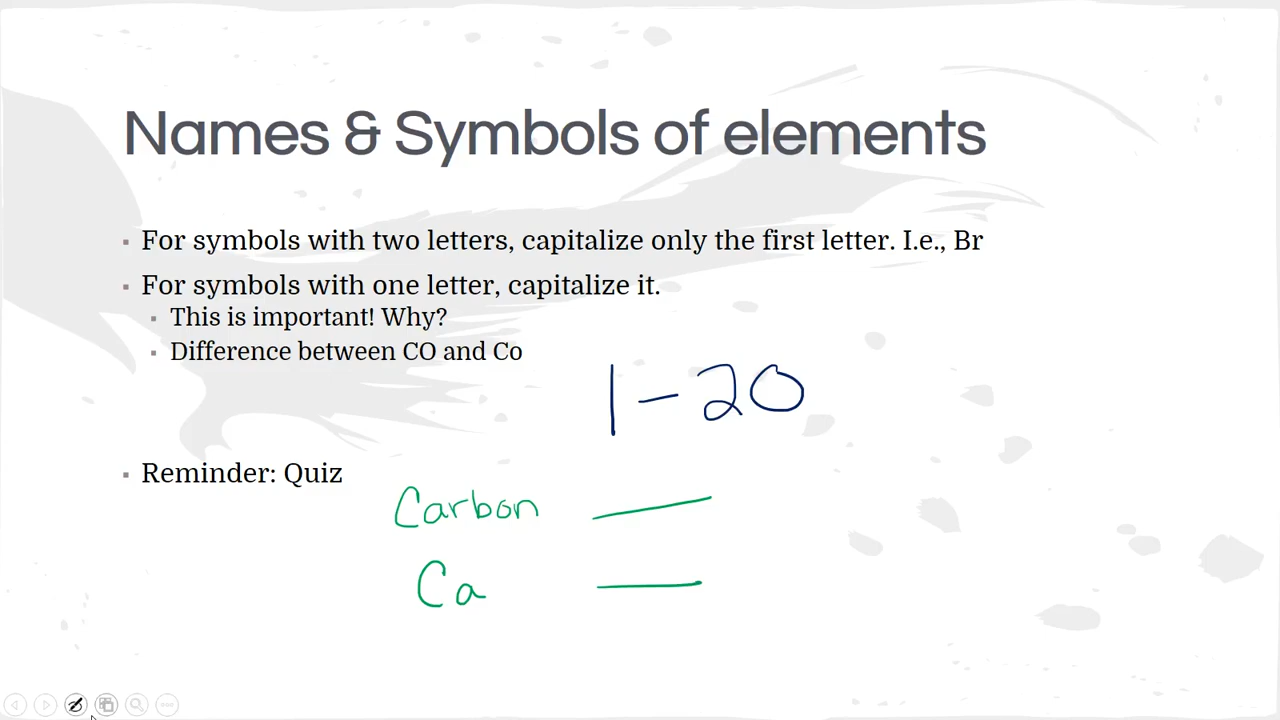 Names & Symbols of elements
▪ For symbols with two letters, capitalize only the first letter. I.e., Br
▪ For symbols with one letter, capitalize it.
▪ This is important! Why?
▪ Difference between CO and Co
1 - 20
▪ Reminder: Quiz
Carbon
Ca